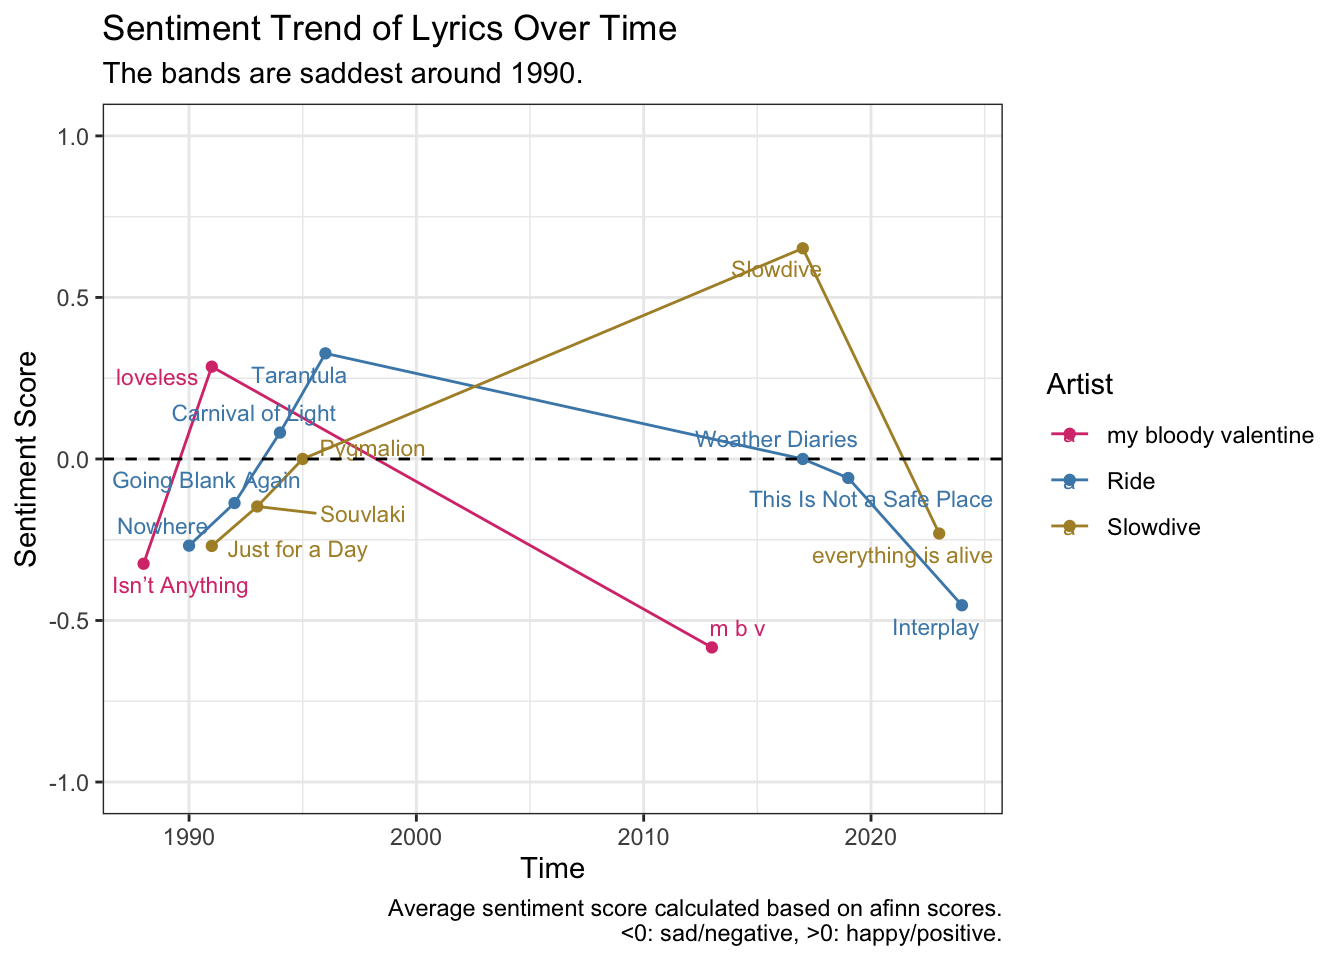 Sentiment Trend of Lyrics Over Time
The bands are saddest around 1990.
Sentiment Score
1.0
0.5
0.0
-0.5
-1.0
Slowdive
loveless
Tarantula
Carnival of Light
Pygmalion
Weather Diaries
Going Blank Again
This Is Not a Safe Place
Nowhere
Souvlaki
Just for a Day
everything is alive
Isn’t Anything
m b v
Interplay
1990
2000
2010
2020
Time
Artist
a my bloody valentine
a Ride
a Slowdive
Average sentiment score calculated based on afinn scores.
<0: sad/negative, >0: happy/positive.